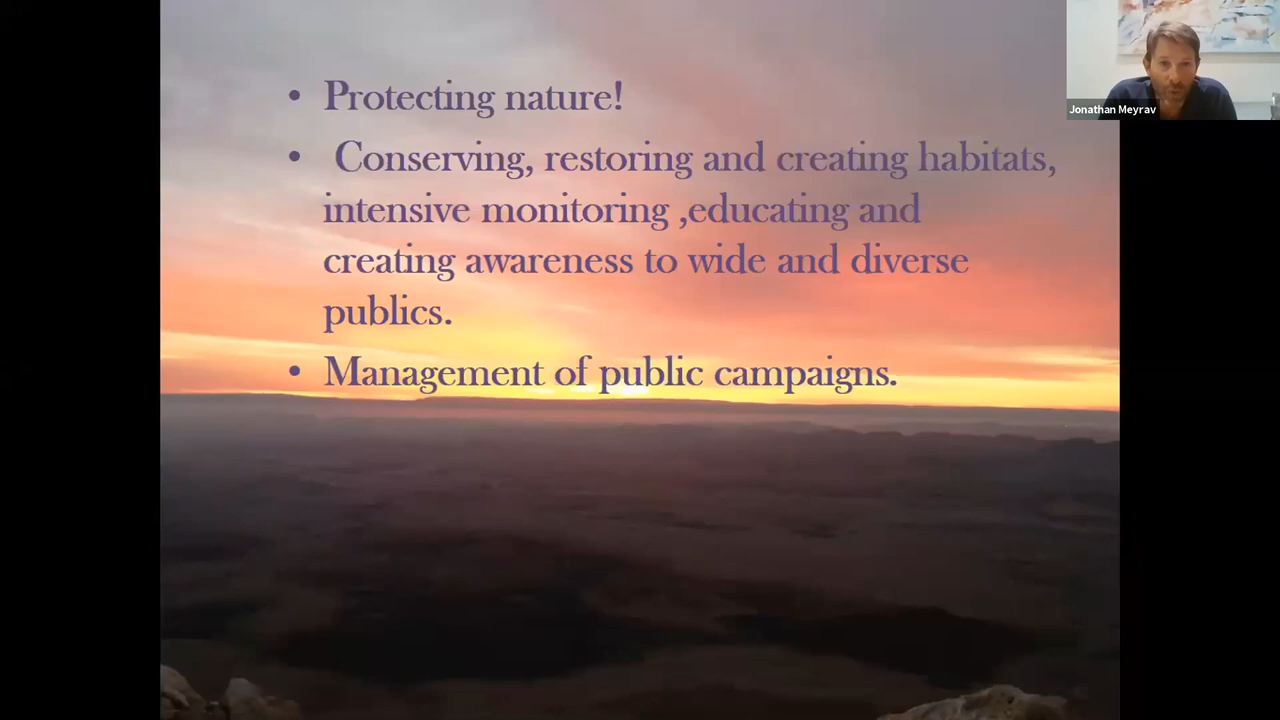 • Protecting nature!
• Conserving, restoring and creating habitats,
intensive monitoring ,educating and
creating awareness to wide and diverse
publics.
• Management of public campaigns.
Jonathan Meyrav